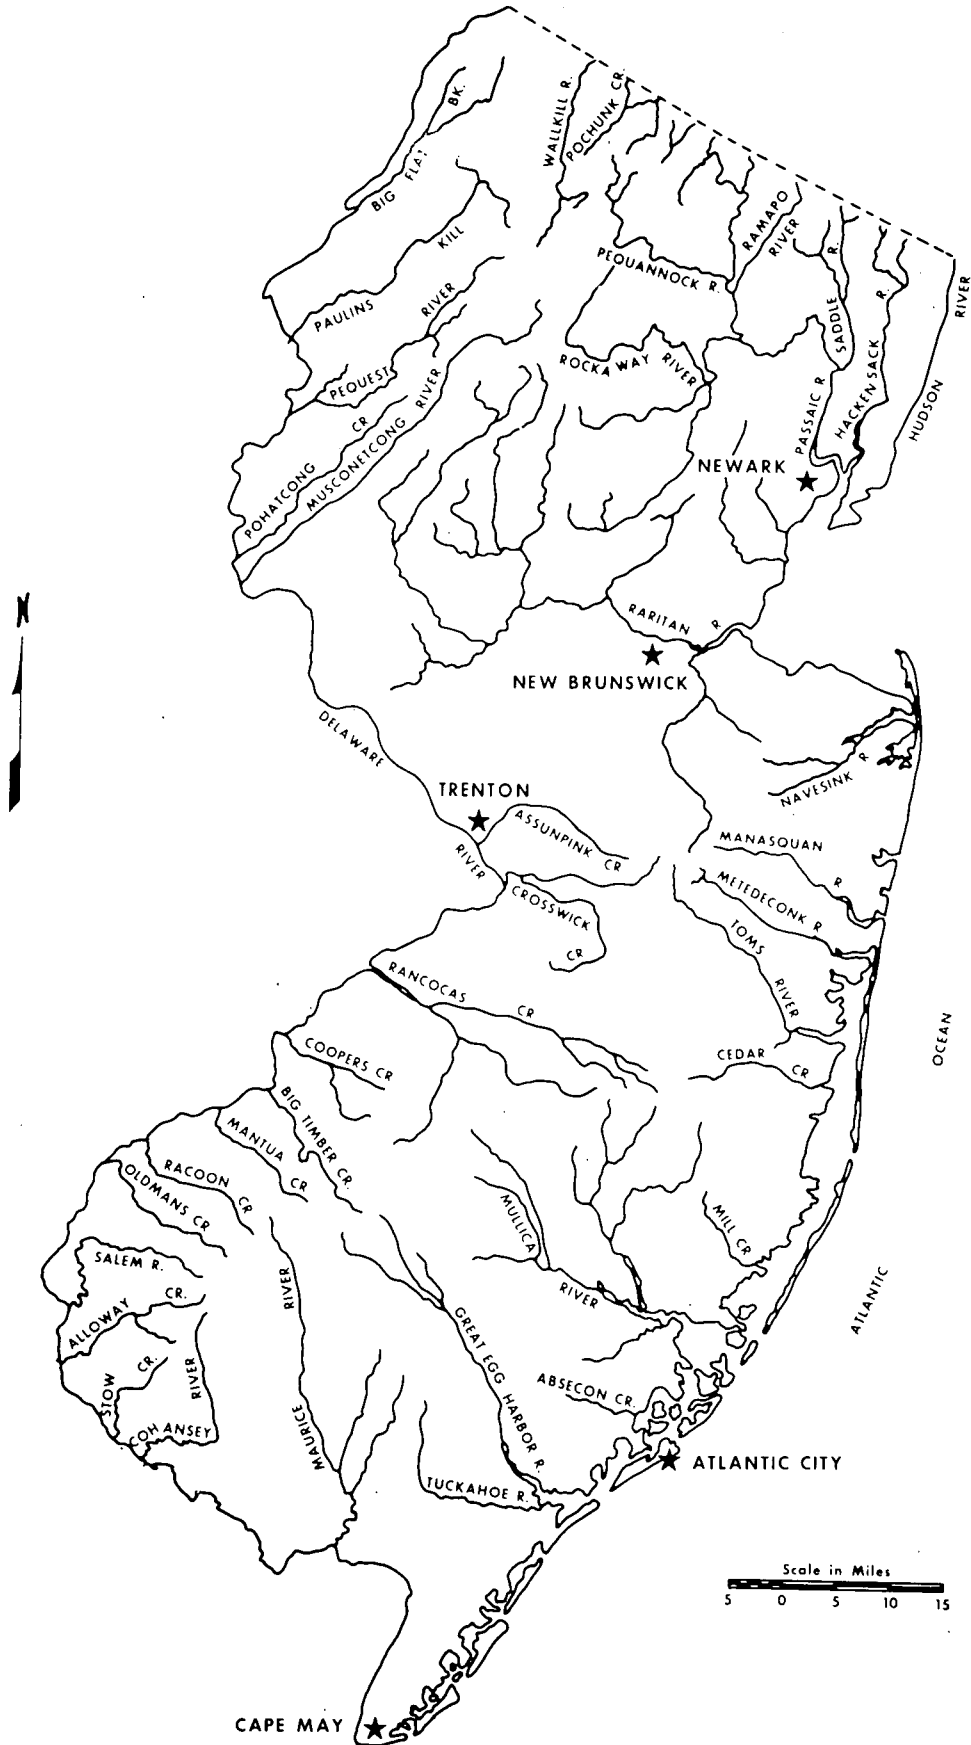 BIG FLAT BK.
WALLKILL R.
POCHUNK CR.
PAULINS KILL
RAMAPO RIVER
PEQUANNOCK R.
SADDLE R.
HACKENSACK R.
HUDSON RIVER
PEQUEST RIVER
ROCKAWAY RIVER
PASSAIC R
POHATCONG CR
MUSCONETCONG RIVER
NEWARK
N
RARITAN R
NEW BRUNSWICK
DELAWARE RIVER
NAVESINK R
TRENTON
ASSUNPINK CR
MANASQUAN R
METEDECONK R
CROSSWICK CR
TOMS RIVER
RANCOCAS CR
COOPERS CR
CEDAR CR
ATLANTIC OCEAN
BIG TIMBER CR.
MANTUA CR
RACOON CR
OLDMANS CR
MULLICA RIVER
MILL CR
SALEM R.
ALLOWAY CR.
STOW CR.
COHANSEY RIVER
MAURICE RIVER
GREAT EGG HARBOR R.
ABSECON CR.
TUCKAHOE R.
ATLANTIC CITY
Scale in Miles
5 0 5 10 15
CAPE MAY